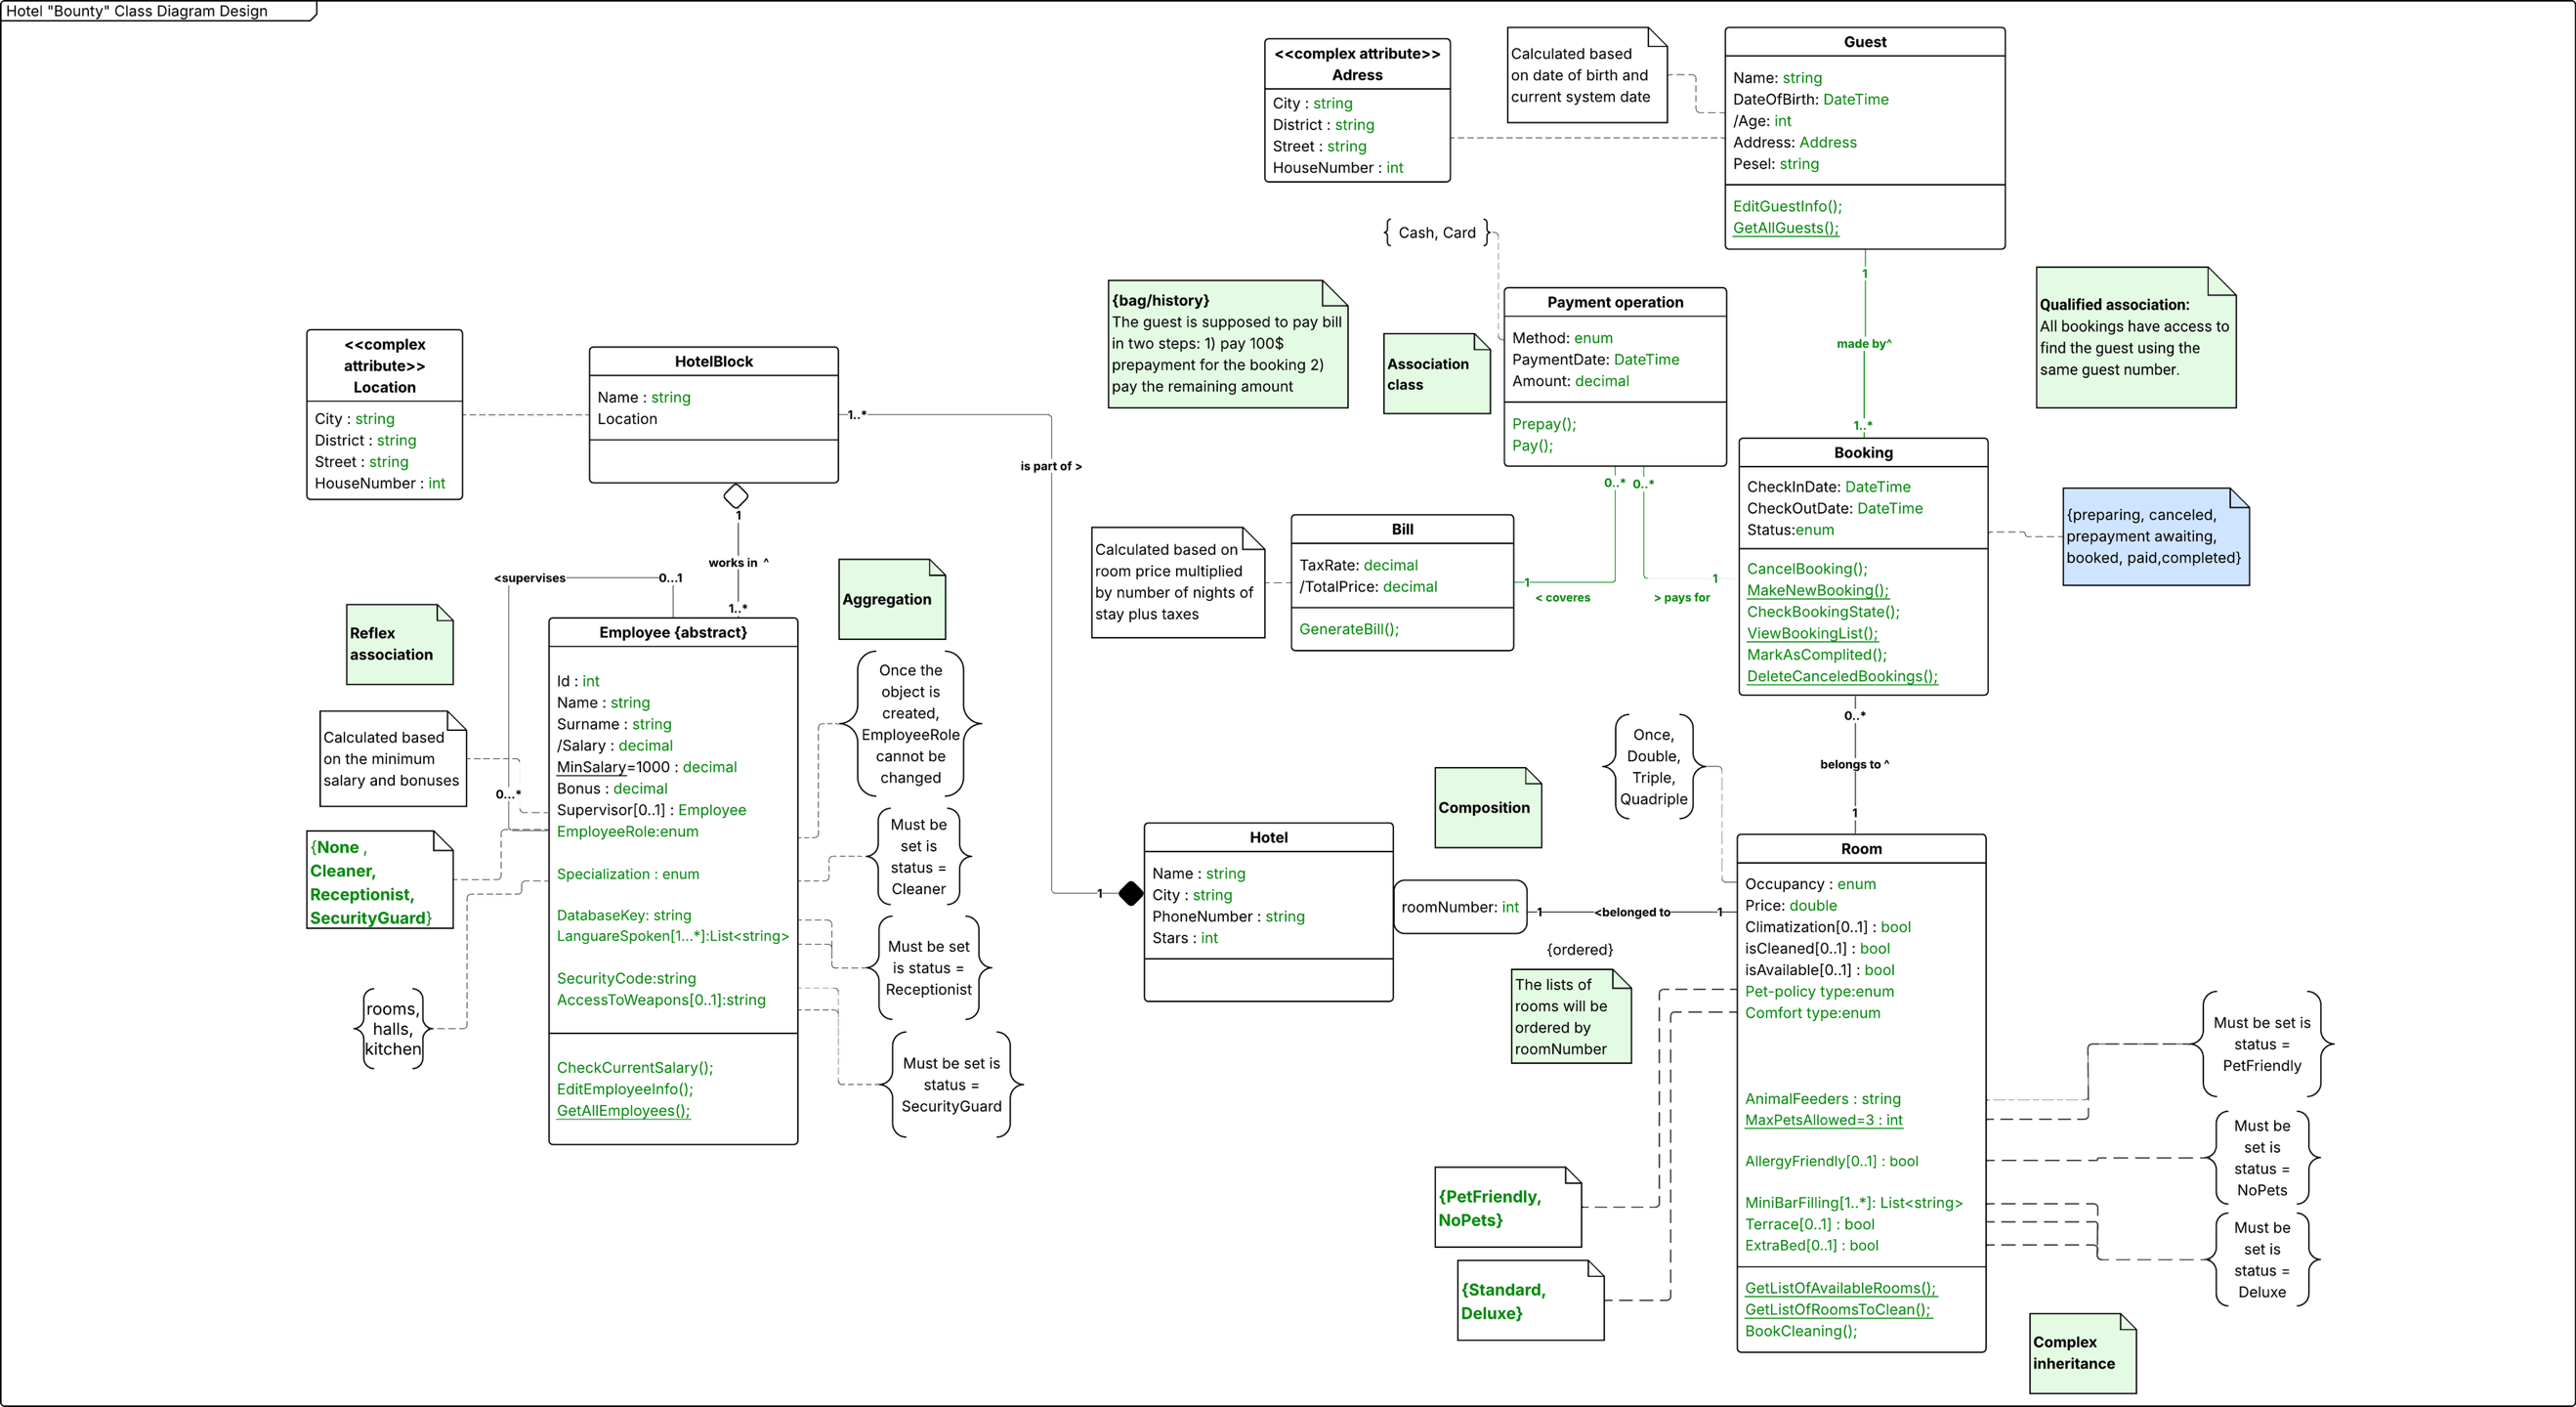 Hotel "Bounty" Class Diagram Design
<<complex attribute>>
Adress
City : string
District : string
Street : string
HouseNumber : int
Calculated based
on date of birth and
current system date
Guest
Name: string
DateOfBirth: DateTime
/Age: int
Address: Address
Pesel: string
EditGuestInfo();
GetAllGuests();
{ Cash, Card }
1
made by^
1..*
Qualified association:
All bookings have access to
find the guest using the
same guest number.
{bag/history}
The guest is supposed to pay bill
in two steps: 1) pay 100$
prepayment for the booking 2)
pay the remaining amount
Association
class
Payment operation
Method: enum
PaymentDate: DateTime
Amount: decimal
Prepay();
Pay();
0..*
0..*
<<complex
attribute>>
Location
City : string
District : string
Street : string
HouseNumber : int
HotelBlock
Name : string
Location
1..*
is part of >
1
works in ^
1..*
Booking
CheckInDate: DateTime
CheckOutDate: DateTime
Status:enum
CancelBooking();
MakeNewBooking();
CheckBookingState();
ViewBookingList();
MarkAsComplited();
DeleteCanceledBookings();
{preparing, canceled,
prepayment awaiting,
booked, paid,completed}
Calculated based on
room price multiplied
by number of nights of
stay plus taxes
Bill
TaxRate: decimal
/TotalPrice: decimal
GenerateBill();
1
< coveres
1
> pays for
<supervises
0...1
0...*
Reflex
association
Aggregation
Calculated based
on the minimum
salary and bonuses
{None ,
Cleaner,
Receptionist,
SecurityGuard}
rooms,
halls,
kitchen
Employee {abstract}
Id : int
Name : string
Surname : string
/Salary : decimal
MinSalary=1000 : decimal
Bonus : decimal
Supervisor[0..1] : Employee
EmployeeRole:enum
Specialization : enum
DatabaseKey: string
LanguareSpoken[1...*]:List<string>
SecurityCode:string
AccessToWeapons[0..1]:string
CheckCurrentSalary();
EditEmployeeInfo();
GetAllEmployees();
Once the
object is
created,
EmployeeRole
cannot be
changed
Must be
set is
status =
Cleaner
Must be set
is status =
Receptionist
Must be set is
status =
SecurityGuard
1
Hotel
Name : string
City : string
PhoneNumber : string
Stars : int
Composition
roomNumber: int
1
<belonged to
1
{ordered}
The lists of
rooms will be
ordered by
roomNumber
Once,
Double,
Triple,
Quadriple
0..*
belongs to ^
1
Room
Occupancy : enum
Price: double
Climatization[0..1] : bool
isCleaned[0..1] : bool
isAvailable[0..1] : bool
Pet-policy type:enum
Comfort type:enum
AnimalFeeders : string
MaxPetsAllowed=3 : int
AllergyFriendly[0..1] : bool
MiniBarFilling[1..*]: List<string>
Terrace[0..1] : bool
ExtraBed[0..1] : bool
GetListOfAvailableRooms();
GetListOfRoomsToClean();
BookCleaning();
{PetFriendly,
NoPets}
{Standard,
Deluxe}
Must be set is
status =
PetFriendly
Must be
set is
status =
NoPets
Must be
set is
status =
Deluxe
Complex
inheritance